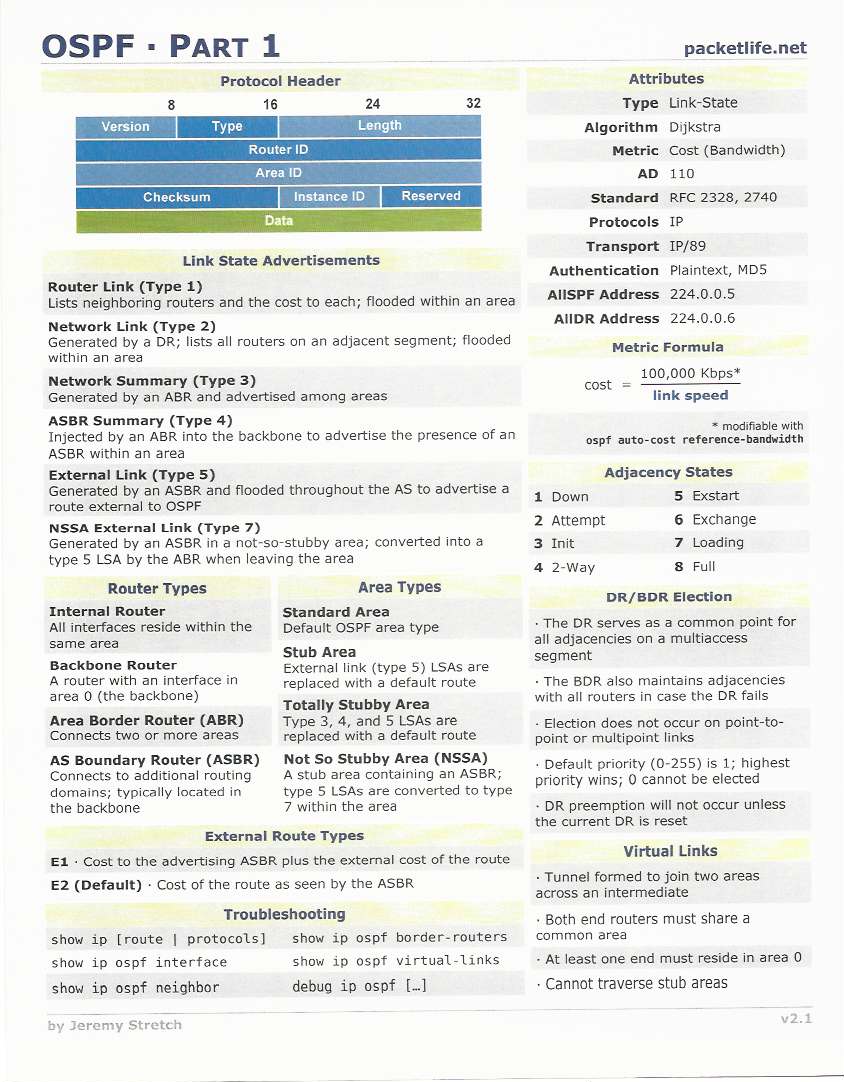 OSPF · PART 1
packetlife.net
Protocol Header
8 16 24 32
Version Type Length
Router ID
Area ID
Checksum Instance ID Reserved
Data
Link State Advertisements
Router Link (Type 1)
Lists neighboring routers and the cost to each; flooded within an area
Network Link (Type 2)
Generated by a DR; lists all routers on an adjacent segment; flooded
within an area
Network Summary (Type 3)
Generated by an ABR and advertised among areas
ASBR Summary (Type 4)
Injected by an ABR into the backbone to advertise the presence of an
ASBR within an area
External Link (Type 5)
Generated by an ASBR and flooded throughout the AS to advertise a
route external to OSPF
NSSA External Link (Type 7)
Generated by an ASBR in a not-so-stubby area; converted into a
type 5 LSA by the ABR when leaving the area
Router Types
Internal Router
All interfaces reside within the
same area
Backbone Router
A router with an interface in
area 0 (the backbone)
Area Border Router (ABR)
Connects two or more areas
AS Boundary Router (ASBR)
Connects to additional routing
domains; typically located in
the backbone
Area Types
Standard Area
Default OSPF area type
Stub Area
External link (type 5) LSAs are
replaced with a default route
Totally Stubby Area
Type 3, 4, and 5 LSAs are
replaced with a default route
Not So Stubby Area (NSSA)
A stub area containing an ASBR;
type 5 LSAs are converted to type
7 within the area
External Route Types
E1 · Cost to the advertising ASBR plus the external cost of the route
E2 (Default) · Cost of the route as seen by the ASBR
Troubleshooting
show ip [route | protocols] show ip ospf border-routers
show ip ospf interface show ip ospf virtual-links
show ip ospf neighbor debug ip ospf […]
Attributes
Type Link-State
Algorithm Dijkstra
Metric Cost (Bandwidth)
AD 110
Standard RFC 2328, 2740
Protocols IP
Transport IP/89
Authentication Plaintext, MD5
AllSPF Address 224.0.0.5
AllDR Address 224.0.0.6
Metric Formula
100,000 Kbps*
cost =
link speed
* modifiable with
ospf auto-cost reference-bandwidth
Adjacency States
1 Down 5 Exstart
2 Attempt 6 Exchange
3 Init 7 Loading
4 2-Way 8 Full
DR/BDR Election
· The DR serves as a common point for
all adjacencies on a multiaccess
segment
· The BDR also maintains adjacencies
with all routers in case the DR fails
· Election does not occur on point-to-
point or multipoint links
· Default priority (0-255) is 1; highest
priority wins; 0 cannot be elected
· DR preemption will not occur unless
the current DR is reset
Virtual Links
· Tunnel formed to join two areas
across an intermediate
· Both end routers must share a
common area
· At least one end must reside in area 0
· Cannot traverse stub areas
by Jeremy Stretch
v2.1